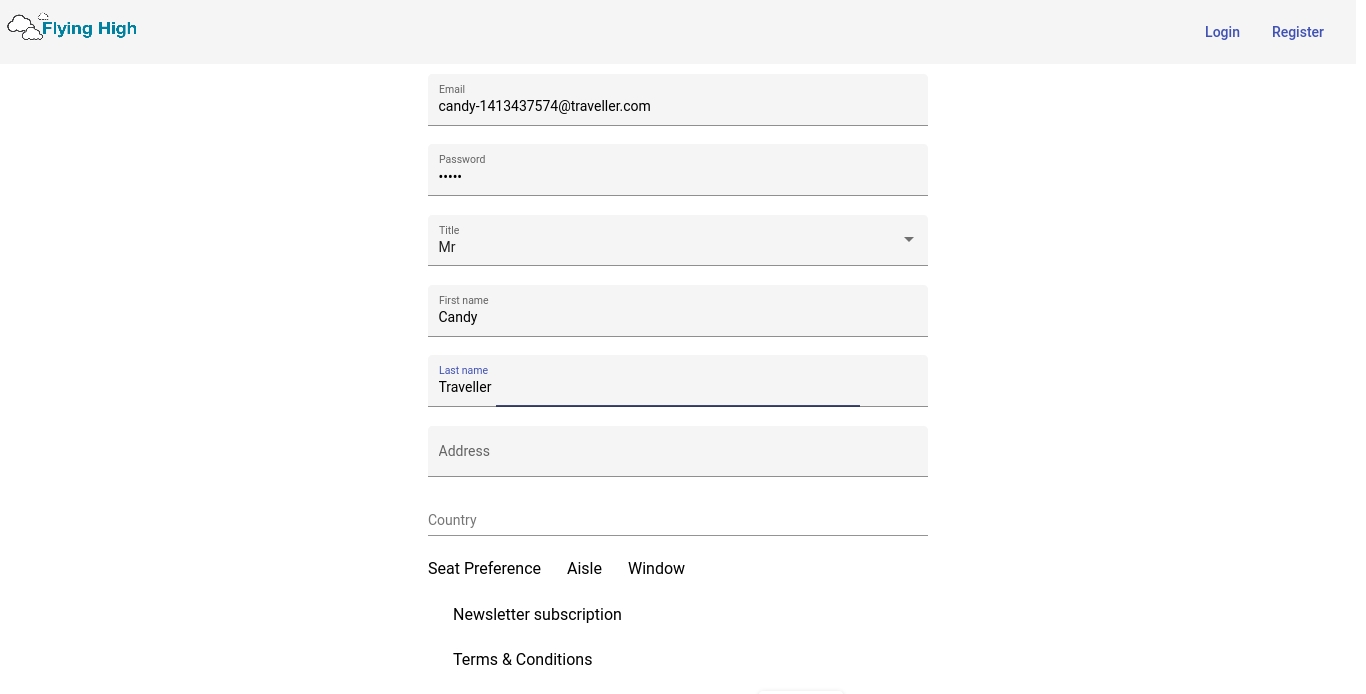 Flying High
Login
Register
Email
candy-1413437574@traveller.com
Password
•••••
Title
Mr
First name
Candy
Last name
Traveller
Address
Country
Seat Preference Aisle Window
Newsletter subscription
Terms & Conditions